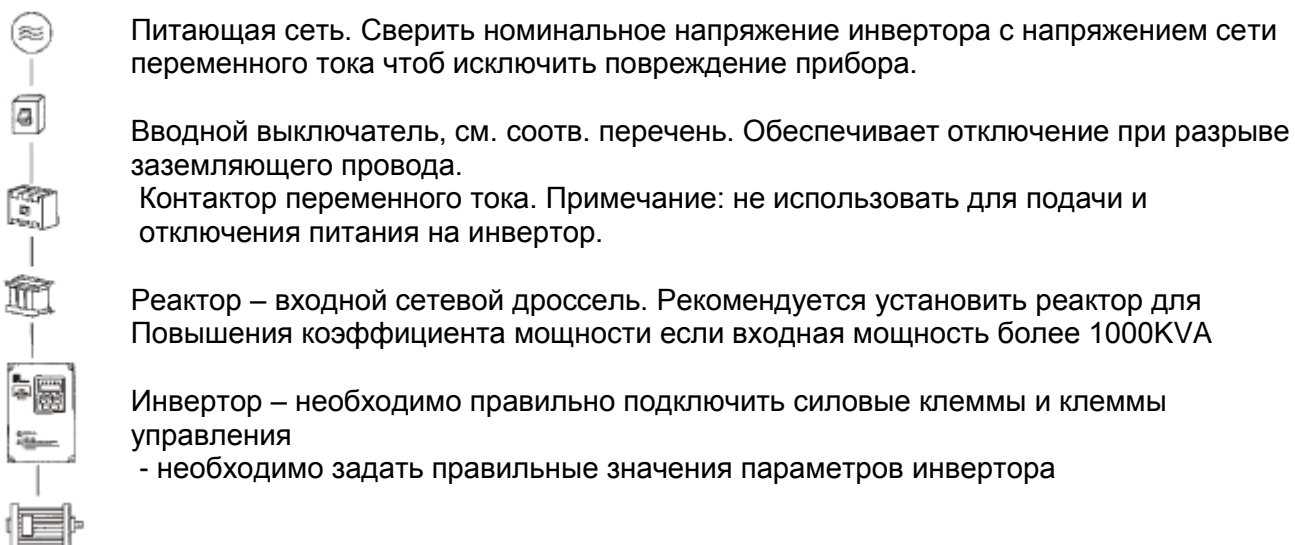 Питающая сеть. Сверить номинальное напряжение инвертора с напряжением сети
переменного тока чтоб исключить повреждение прибора.
Вводной выключатель, см. соотв. перечень. Обеспечивает отключение при разрыве
заземляющего провода.
Контактор переменного тока. Примечание: не использовать для подачи и
отключения питания на инвертор.
Реактор – входной сетевой дроссель. Рекомендуется установить реактор для
Повышения коэффициента мощности если входная мощность более 1000KVA
Инвертор – необходимо правильно подключить силовые клеммы и клеммы
управления
- необходимо задать правильные значения параметров инвертора